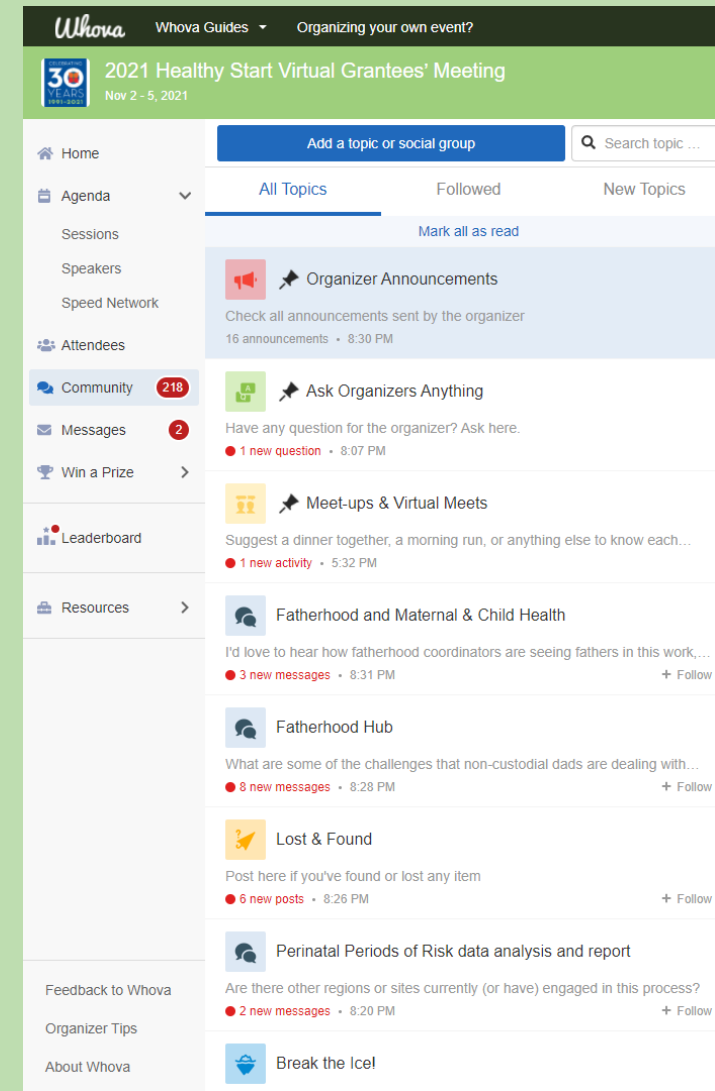 Whova
Whova Guides
Organizing your own event?
CELEBRATING
30
YEARS
1991-2021
2021 Healthy Start Virtual Grantees' Meeting
Nov 2 - 5, 2021
Home
Agenda
Sessions
Speakers
Speed Network
Attendees
Community 218
Messages 2
Win a Prize
Leaderboard
Resources
Feedback to Whova
Organizer Tips
About Whova
Add a topic or social group
Search topic ...
All Topics
Followed
New Topics
Mark all as read
Organizer Announcements
Check all announcements sent by the organizer
16 announcements • 8:30 PM
Ask Organizers Anything
Have any question for the organizer? Ask here.
1 new question • 8:07 PM
Meet-ups & Virtual Meets
Suggest a dinner together, a morning run, or anything else to know each...
1 new activity • 5:32 PM
Fatherhood and Maternal & Child Health
I'd love to hear how fatherhood coordinators are seeing fathers in this work,...
3 new messages • 8:31 PM + Follow
Fatherhood Hub
What are some of the challenges that non-custodial dads are dealing with...
8 new messages • 8:28 PM + Follow
Lost & Found
Post here if you've found or lost any item
6 new posts • 8:26 PM + Follow
Perinatal Periods of Risk data analysis and report
Are there other regions or sites currently (or have) engaged in this process?
2 new messages • 8:20 PM + Follow
Break the Ice!